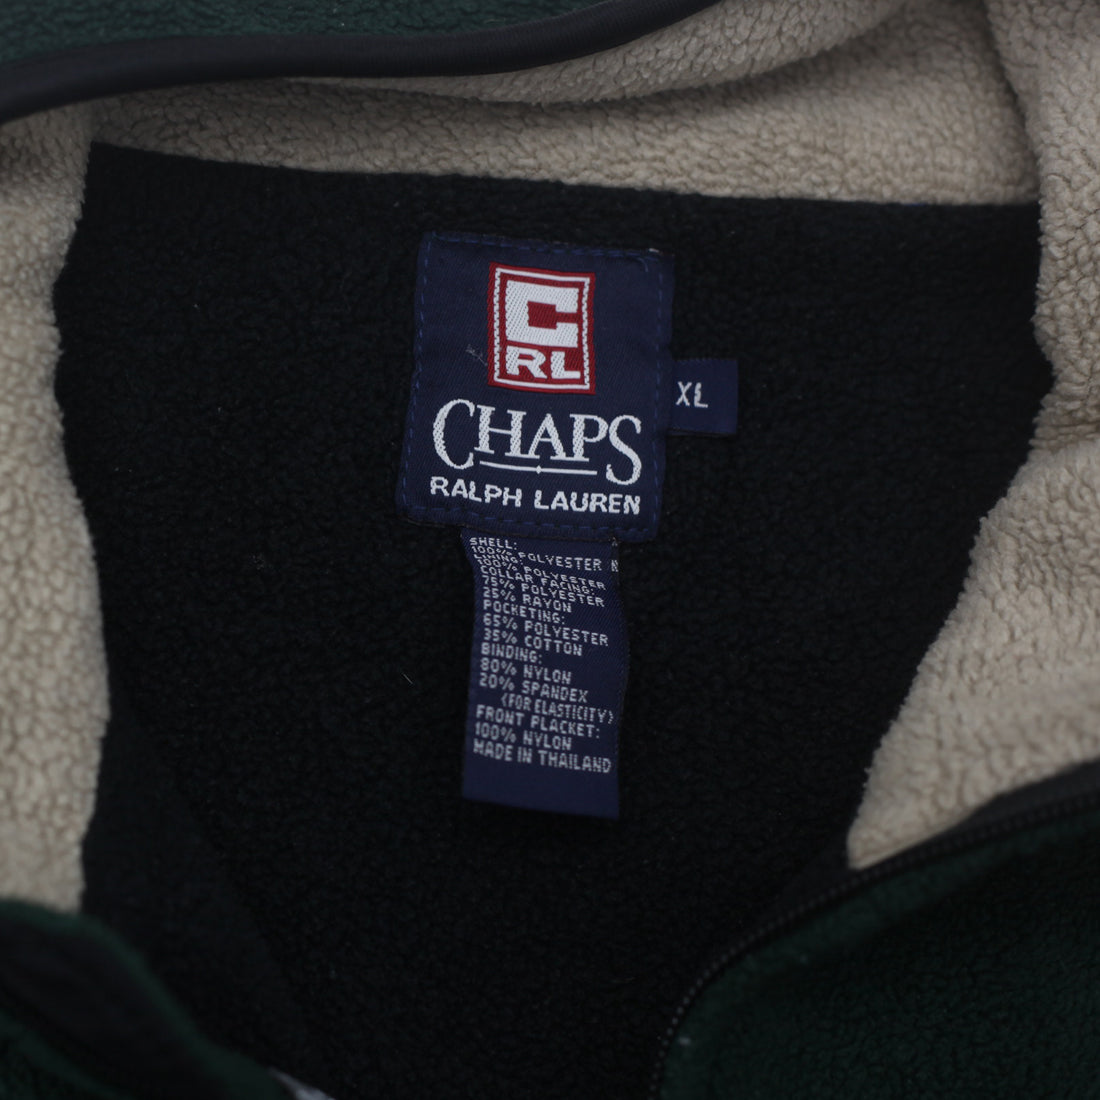 C
RL
CHAPS
RALPH LAUREN
XL
SHELL:
100% POLYESTER
LINING:
100% POLYESTER
COLLAR FACING:
75% POLYESTER
25% RAYON
POCKETING:
65% POLYESTER
35% COTTON
BINDING:
80% NYLON
20% SPANDEX
(FOR ELASTICITY)
FRONT PLACKET:
100% NYLON
MADE IN THAILAND